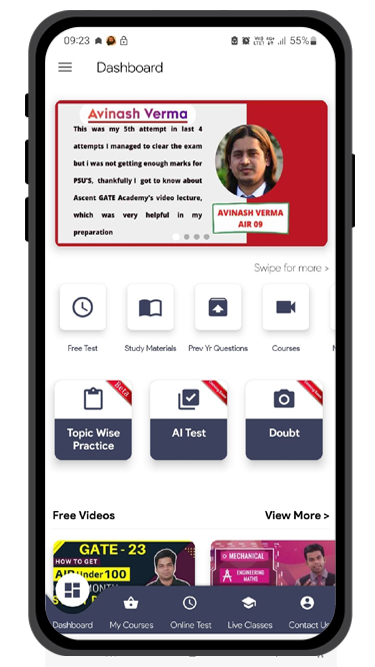 09:23
55%
Dashboard
Avinash Verma
This was my 5th attempt in last 4
attempts I managed to clear the exam
but i was not getting enough marks for
PSU'S, thankfully I got to know about
Ascent GATE Academy's video lecture,
which was very helpful in my
preparation
AVINASH VERMA
AIR 09
Swipe for more >
Free Test
Study Materials
Prev Yr Questions
Courses
Beta
Topic Wise
Practice
AI Test
Doubt
Free Videos
View More >
GATE - 23
HOW TO GET
AIR Under 100
MONTH
MECHANICAL
ENGINEERING
MATHS
Dashboard
My Courses
Online Test
Live Classes
Contact Us